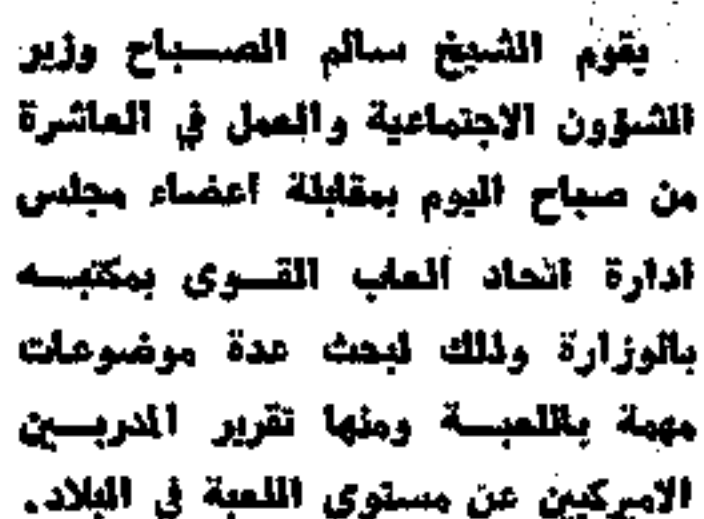 يقوم الشيخ سالم الصباح وزير
الشؤون الاجتماعية والعمل في العاشرة
من صباح اليوم بمقابلة اعضاء مجلس
ادارة اتحاد العاب القوى بمكتبه
بالوزارة وذلك لبحث عدة موضوعات
مهمة باللعبة ومنها تقرير المدربين
الاميركيين عن مستوى اللعبة في البلاد.